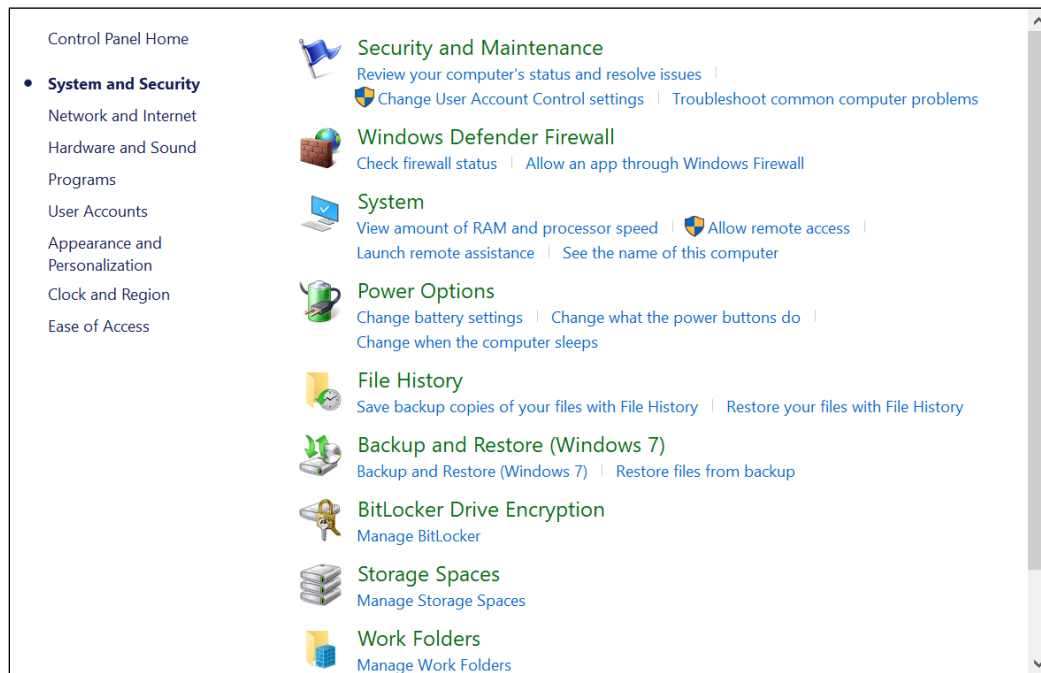 Control Panel Home
System and Security
Network and Internet
Hardware and Sound
Programs
User Accounts
Appearance and
Personalization
Clock and Region
Ease of Access
Security and Maintenance
Review your computer's status and resolve issues
Change User Account Control settings Troubleshoot common computer problems
Windows Defender Firewall
Check firewall status Allow an app through Windows Firewall
System
View amount of RAM and processor speed Allow remote access
Launch remote assistance See the name of this computer
Power Options
Change battery settings Change what the power buttons do
Change when the computer sleeps
File History
Save backup copies of your files with File History Restore your files with File History
Backup and Restore (Windows 7)
Backup and Restore (Windows 7) Restore files from backup
BitLocker Drive Encryption
Manage BitLocker
Storage Spaces
Manage Storage Spaces
Work Folders
Manage Work Folders